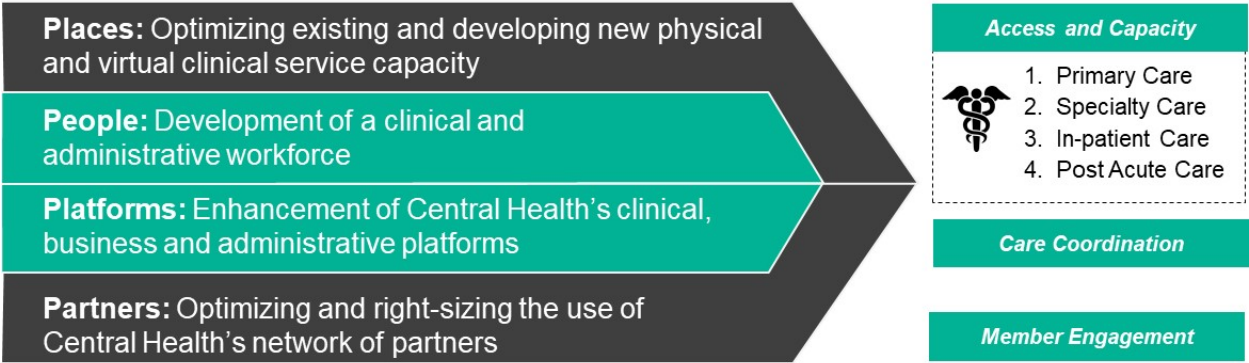 Places: Optimizing existing and developing new physical
and virtual clinical service capacity
People: Development of a clinical and
administrative workforce
Platforms: Enhancement of Central Health’s clinical,
business and administrative platforms
Partners: Optimizing and right-sizing the use of
Central Health’s network of partners
Access and Capacity
1. Primary Care
2. Specialty Care
3. In-patient Care
4. Post Acute Care
Care Coordination
Member Engagement